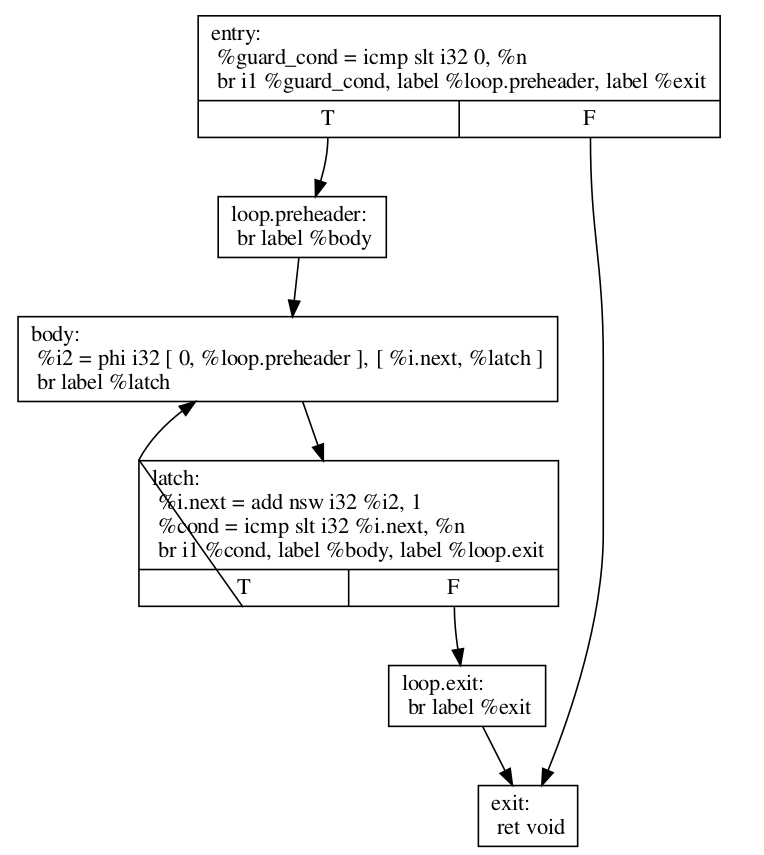 entry:
%guard_cond = icmp slt i32 0, %n
br i1 %guard_cond, label %loop.preheader, label %exit
T
F
loop.preheader:
br label %body
body:
%i2 = phi i32 [ 0, %loop.preheader ], [ %i.next, %latch ]
br label %latch
latch:
%i.next = add nsw i32 %i2, 1
%cond = icmp slt i32 %i.next, %n
br i1 %cond, label %body, label %loop.exit
T
F
loop.exit:
br label %exit
exit:
ret void